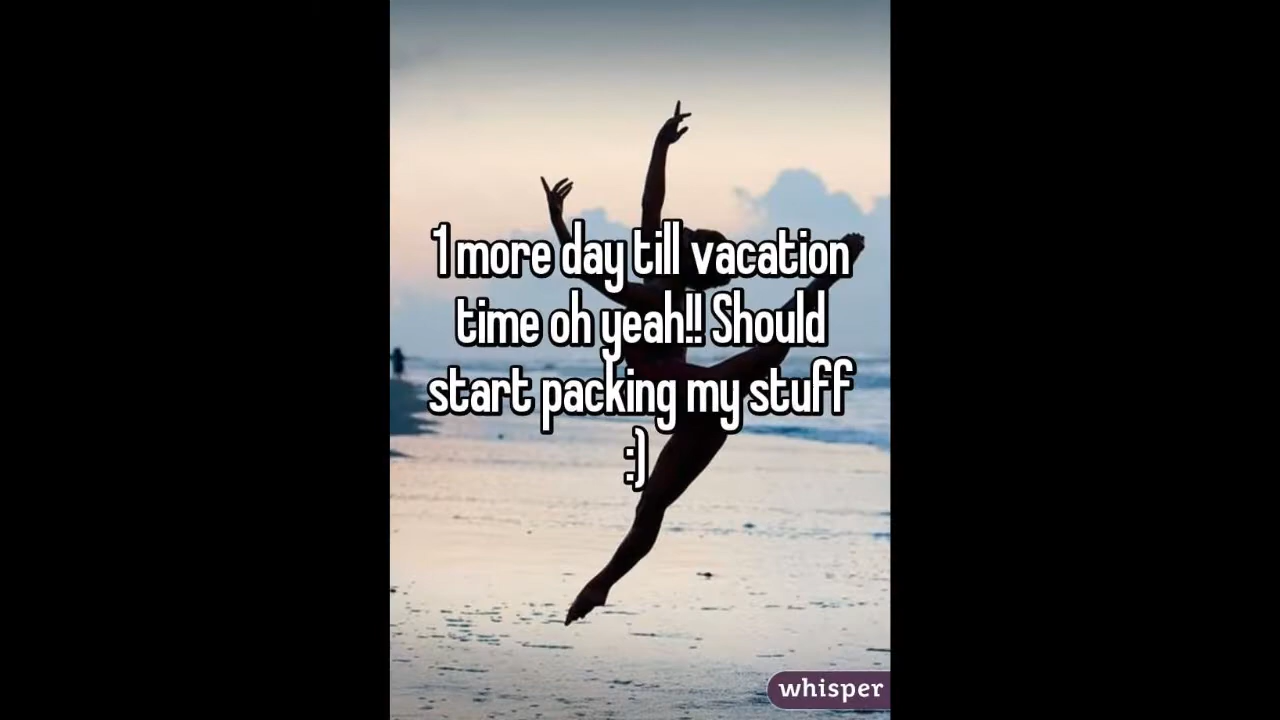 1 more day till vacation
time oh yeah!! Should
start packing my stuff
:)
whisper